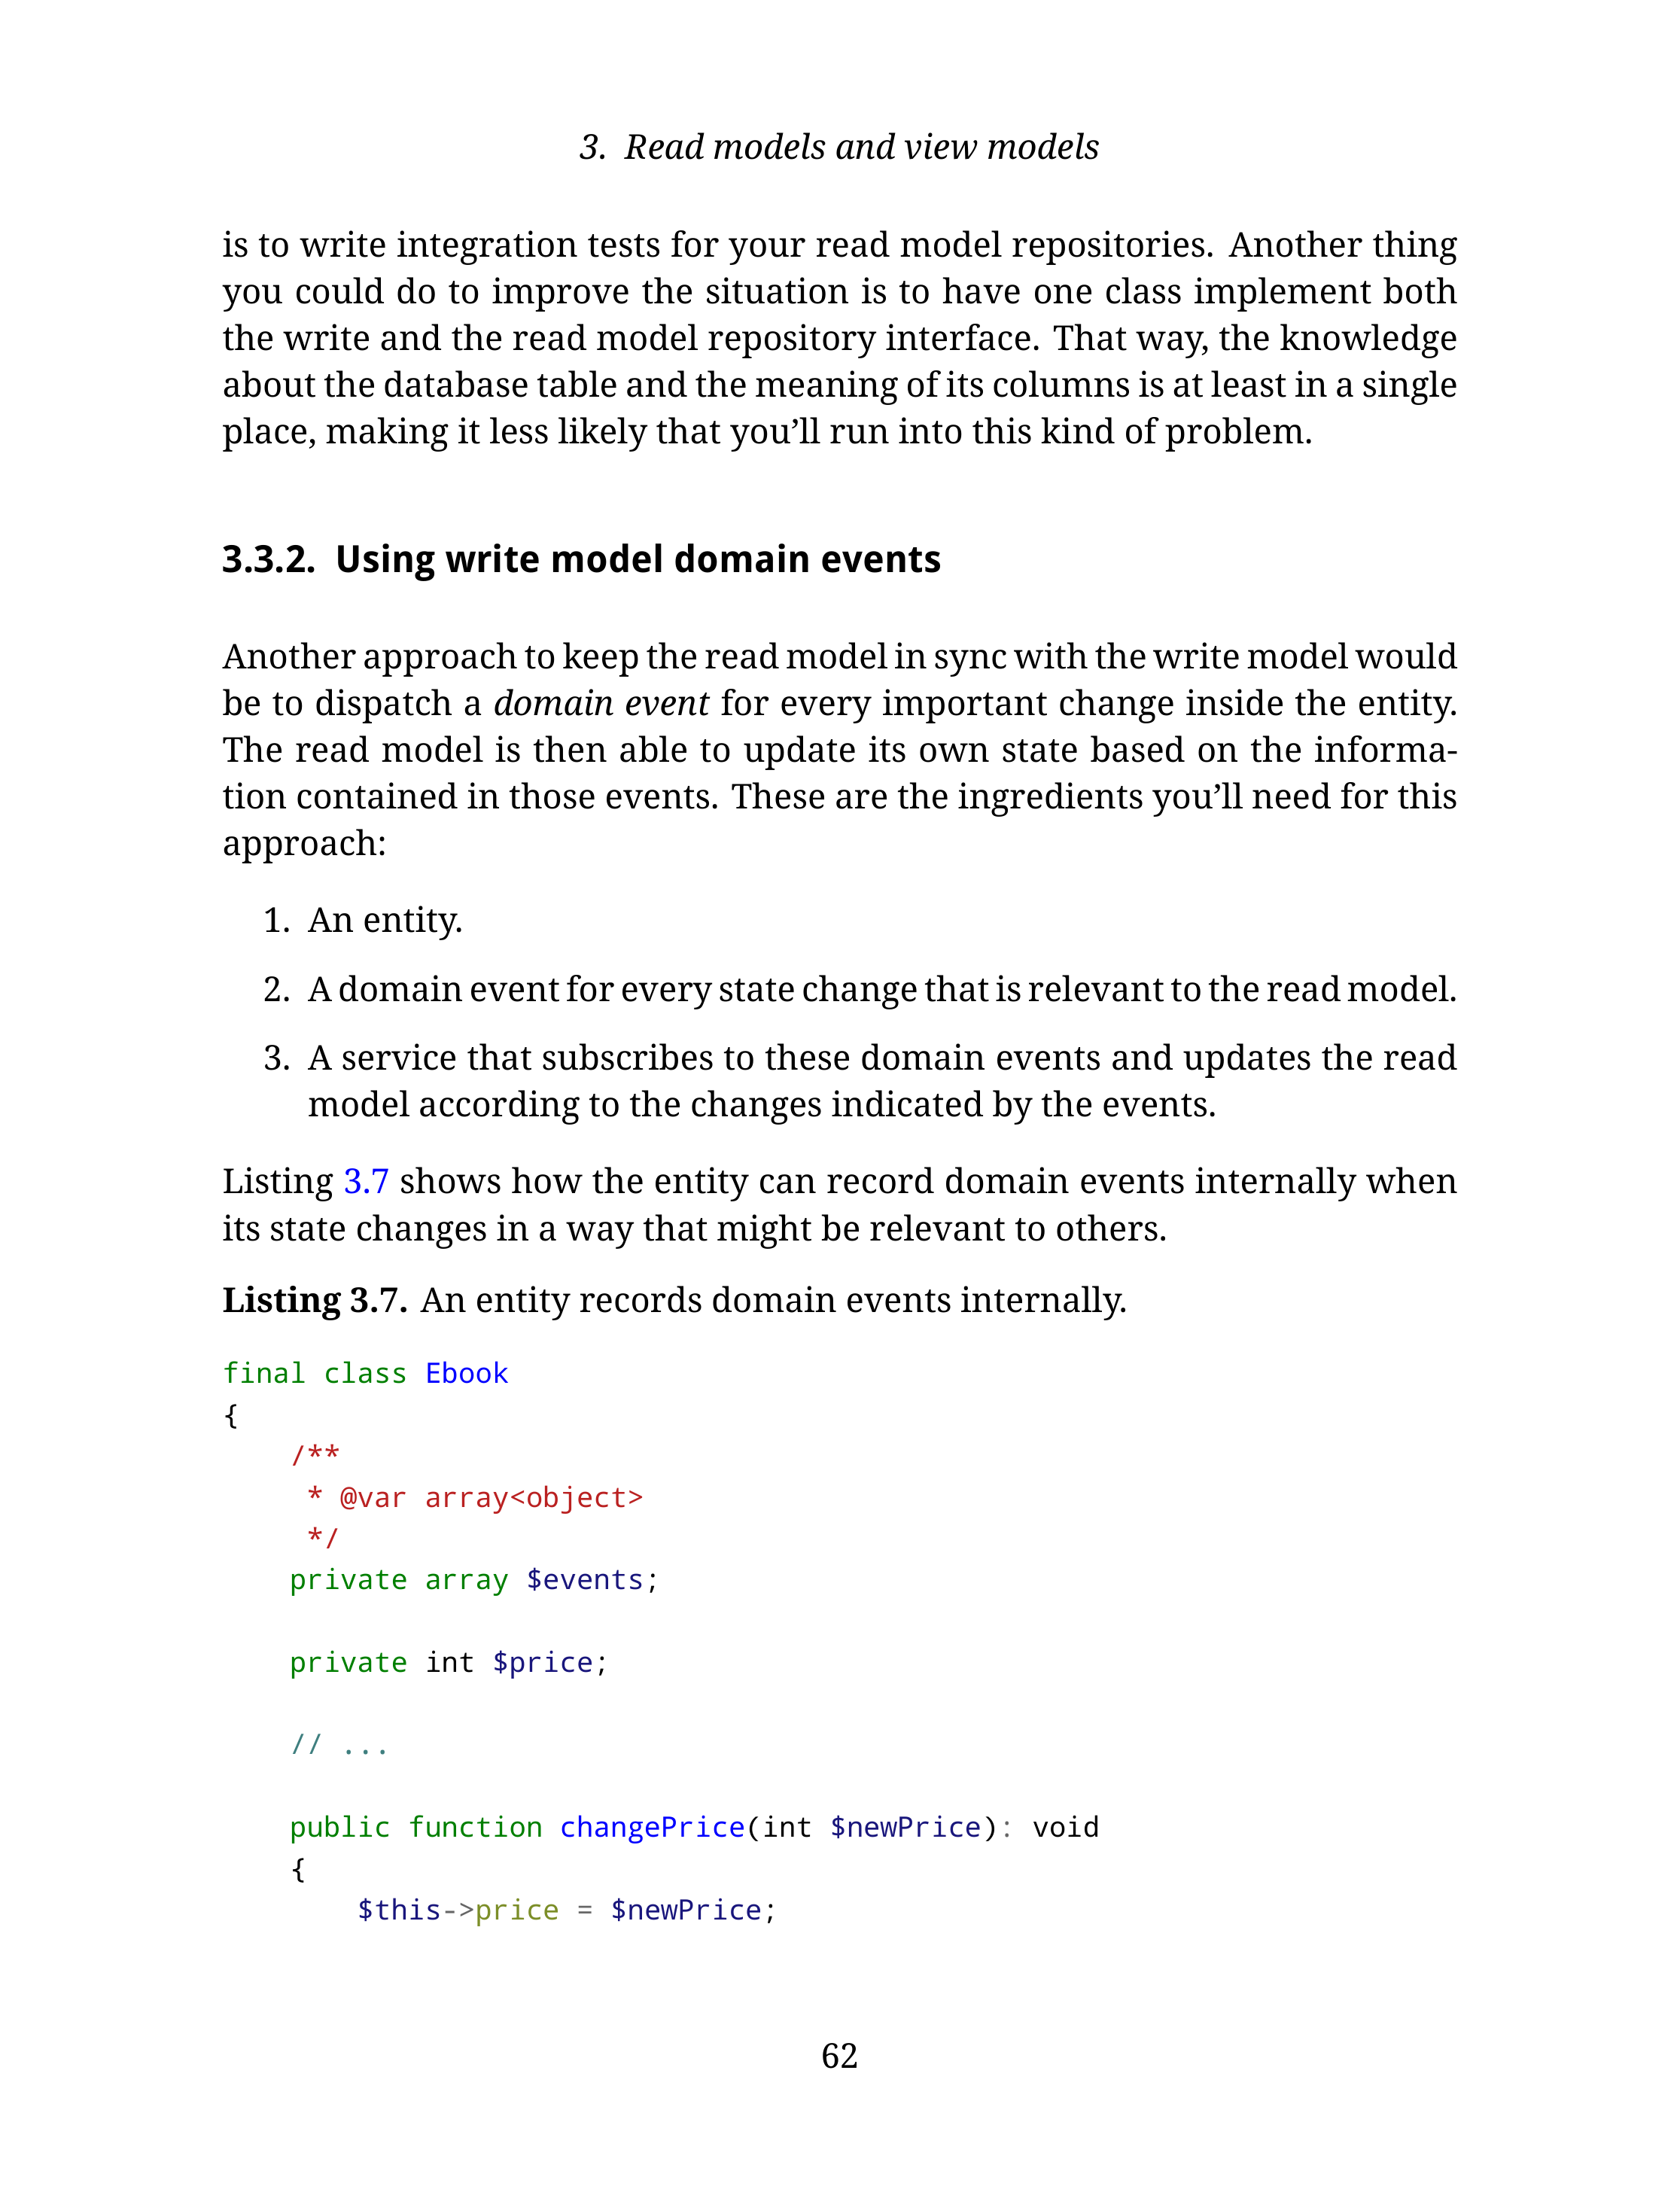 3. Read models and view models
is to write integration tests for your read model repositories. Another thing
you could do to improve the situation is to have one class implement both
the write and the read model repository interface. That way, the knowledge
about the database table and the meaning of its columns is at least in a single
place, making it less likely that you’ll run into this kind of problem.
3.3.2. Using write model domain events
Another approach to keep the read model in sync with the write model would
be to dispatch a domain event for every important change inside the entity.
The read model is then able to update its own state based on the informa-
tion contained in those events. These are the ingredients you’ll need for this
approach:
1. An entity.
2. A domain event for every state change that is relevant to the read model.
3. A service that subscribes to these domain events and updates the read
model according to the changes indicated by the events.
Listing 3.7 shows how the entity can record domain events internally when
its state changes in a way that might be relevant to others.
Listing 3.7. An entity records domain events internally.
final class Ebook
{
    /**
     * @var array<object>
     */
    private array $events;
    private int $price;
    // ...
    public function changePrice(int $newPrice): void
    {
        $this->price = $newPrice;
62